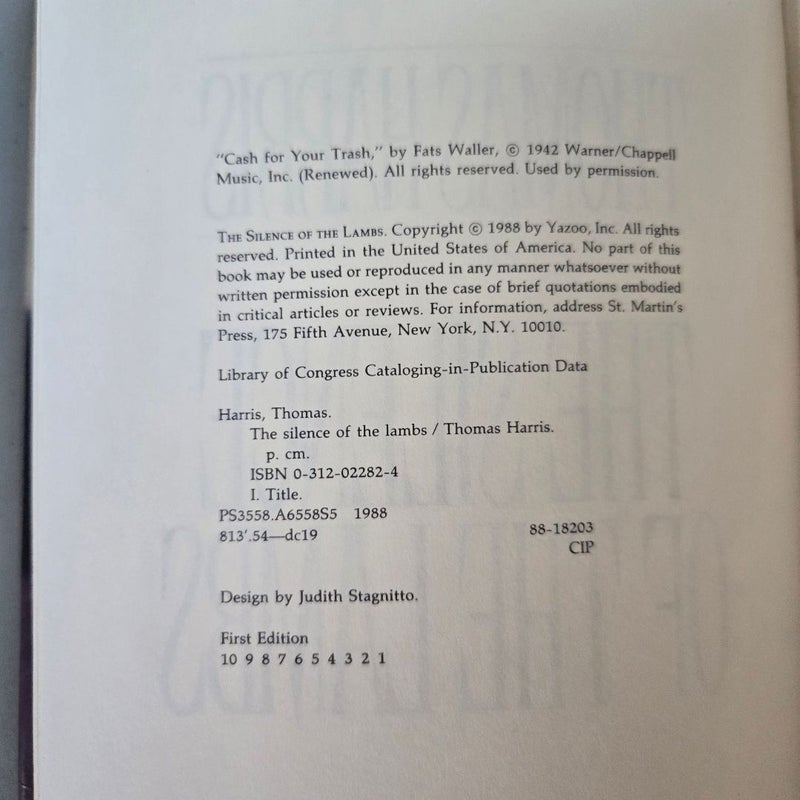 "Cash for Your Trash," by Fats Waller, © 1942 Warner/Chappell
Music, Inc. (Renewed). All rights reserved. Used by permission.
THE SILENCE OF THE LAMBS. Copyright © 1988 by Yazoo, Inc. All rights
reserved. Printed in the United States of America. No part of this
book may be used or reproduced in any manner whatsoever without
written permission except in the case of brief quotations embodied
in critical articles or reviews. For information, address St. Martin's
Press, 175 Fifth Avenue, New York, N.Y. 10010.
Library of Congress Cataloging-in-Publication Data
Harris, Thomas.
The silence of the lambs / Thomas Harris.
p. cm.
ISBN 0-312-02282-4
I. Title.
PS3558.A6558S5 1988
813'.54—dc19 88-18203
CIP
Design by Judith Stagnitto.
First Edition
10 9 8 7 6 5 4 3 2 1